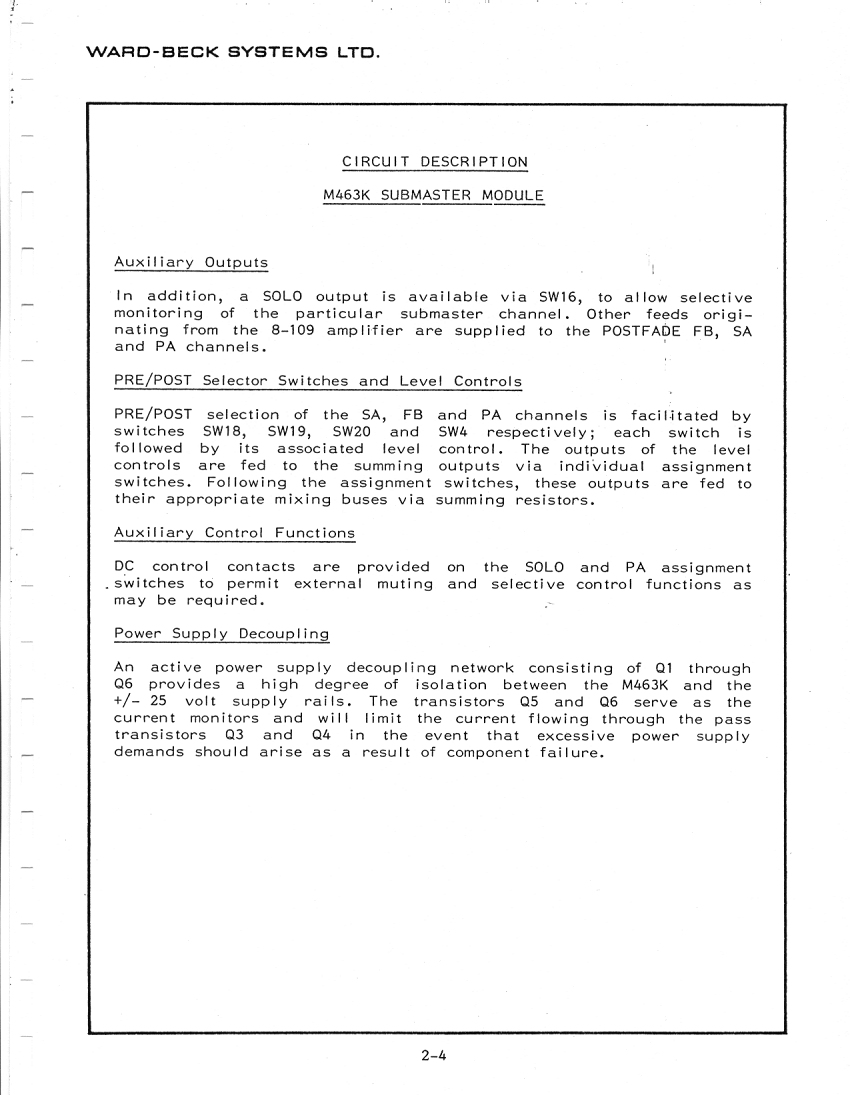 WARD-BECK SYSTEMS LTD.
CIRCUIT DESCRIPTION
M463K SUBMASTER MODULE
Auxiliary Outputs
In addition, a SOLO output is available via SW16, to allow selective
monitoring of the particular submaster channel. Other feeds origi-
nating from the 8-109 amplifier are supplied to the POSTFADE FB, SA
and PA channels.
PRE/POST Selector Switches and Level Controls
PRE/POST selection of the SA, FB and PA channels is facilitated by
switches SW18, SW19, SW20 and SW4 respectively; each switch is
followed by its associated level control. The outputs of the level
controls are fed to the summing outputs via individual assignment
switches. Following the assignment switches, these outputs are fed to
their appropriate mixing buses via summing resistors.
Auxiliary Control Functions
DC control contacts are provided on the SOLO and PA assignment
switches to permit external muting and selective control functions as
may be required.
Power Supply Decoupling
An active power supply decoupling network consisting of Q1 through
Q6 provides a high degree of isolation between the M463K and the
+/- 25 volt supply rails. The transistors Q5 and Q6 serve as the
current monitors and will limit the current flowing through the pass
transistors Q3 and Q4 in the event that excessive power supply
demands should arise as a result of component failure.
2-4